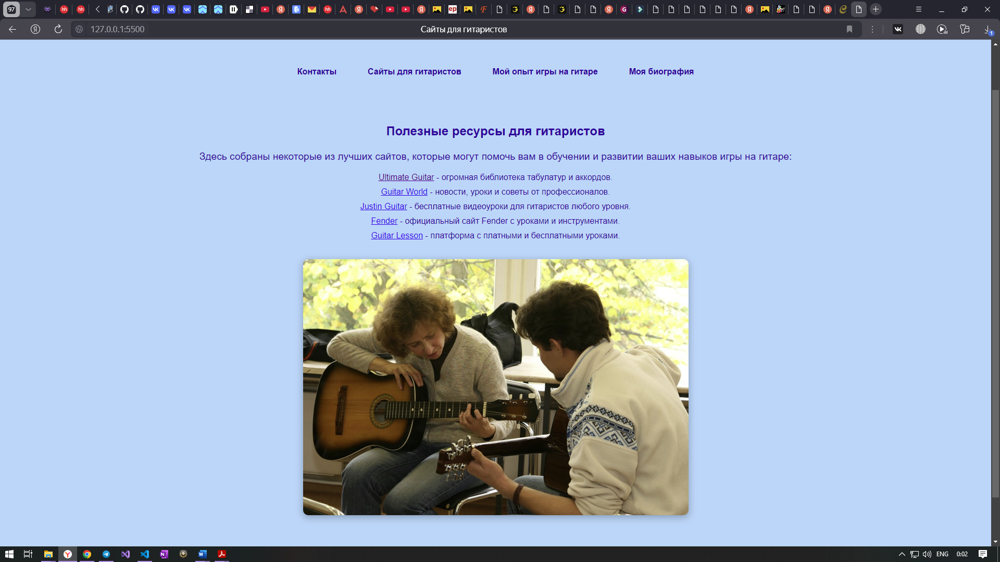 97
127.0.0.1:5500
Сайты для гитаристов
1
Контакты
Сайты для гитаристов
Мой опыт игры на гитаре
Моя биография
Полезные ресурсы для гитаристов
Здесь собраны некоторые из лучших сайтов, которые могут помочь вам в обучении и развитии ваших навыков игры на гитаре:
Ultimate Guitar - огромная библиотека табулатур и аккордов.
Guitar World - новости, уроки и советы от профессионалов.
Justin Guitar - бесплатные видеоуроки для гитаристов любого уровня.
Fender - официальный сайт Fender с уроками и инструментами.
Guitar Lesson - платформа с платными и бесплатными уроками.
ENG
0:02